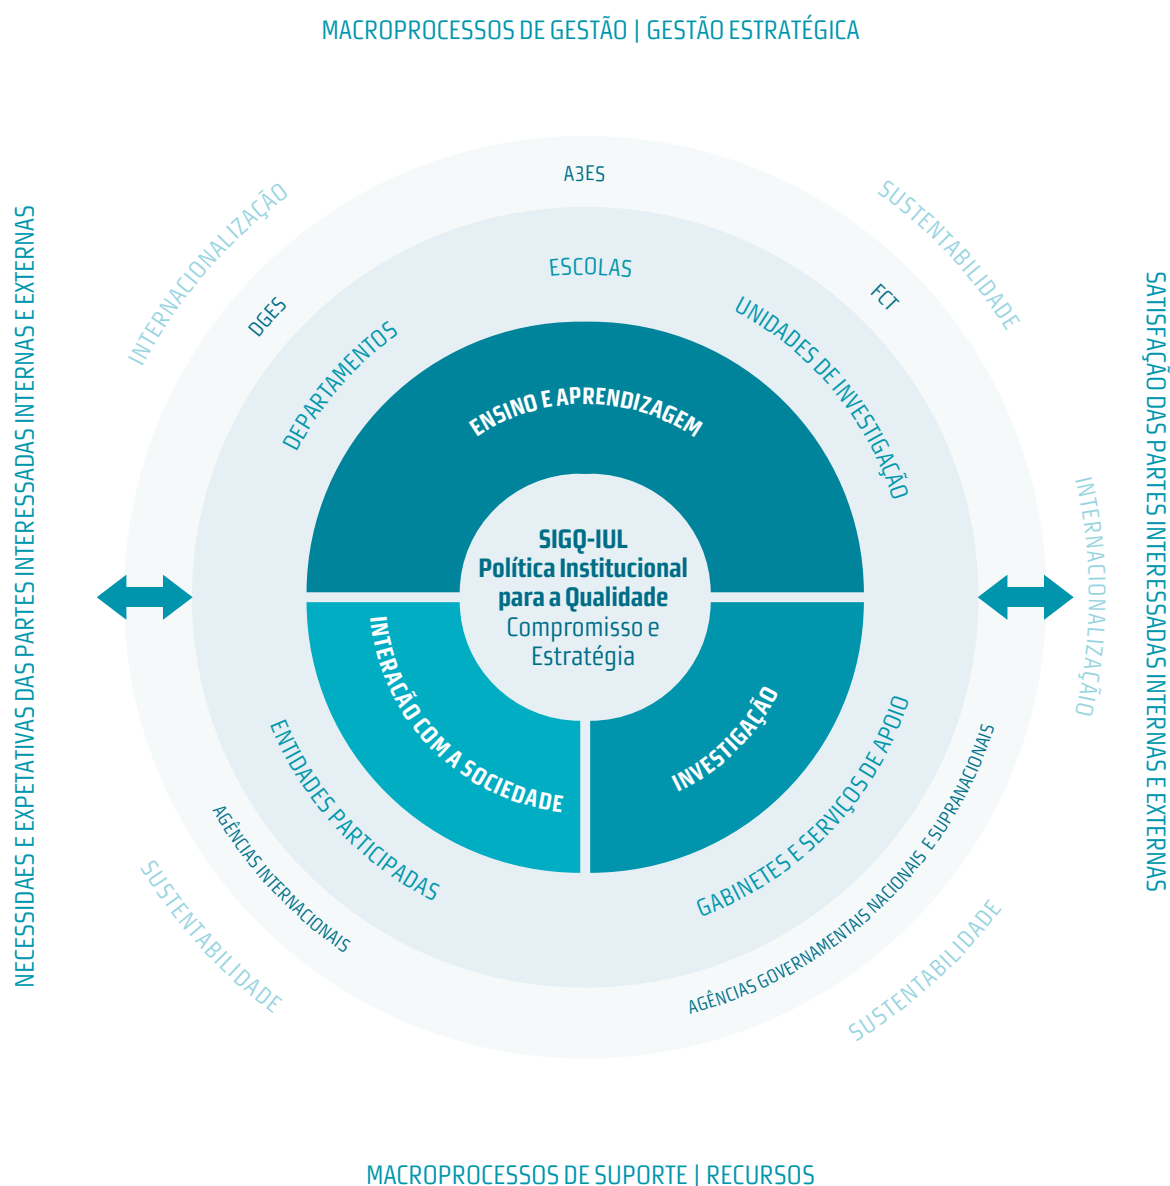 MACROPROCESSOS DE GESTÃO | GESTÃO ESTRATÉGICA
A3ES
INTERNACIONALIZAÇÃO
SUSTENTABILIDADE
NECESSIDAES E EXPETATIVAS DAS PARTES INTERESSADAS INTERNAS E EXTERNAS
SATISFAÇÃO DAS PARTES INTERESSADAS INTERNAS E EXTERNAS
ESCOLAS
DGES
FCT
DEPARTAMENTOS
UNIDADES DE INVESTIGAÇÃO
ENSINO E APRENDIZAGEM
INTERNACIONALIZAÇÃIO
SIGQ-IUL
Política Institucional
para a Qualidade
Compromisso e
Estratégia
INTERACÃO COM A SOCIEDADE
INVESTIGAÇÃO
ENTIDADES PARTICIPADAS
GABINETES E SERVIÇOS DE APOIO
AGÊNCIAS INTERNACIONAIS
AGÊNCIAS GOVERNAMENTAIS NACIONAIS E SUPRANACIONAIS
SUSTENTABILIDADE
SUSTENTABILIDADE
MACROPROCESSOS DE SUPORTE | RECURSOS